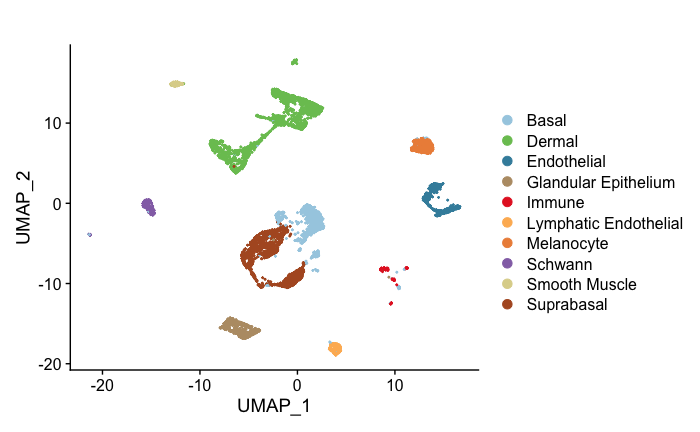 10
0
-10
-20
-20
-10
0
10
UMAP_1
UMAP_2
Basal
Dermal
Endothelial
Glandular Epithelium
Immune
Lymphatic Endothelial
Melanocyte
Schwann
Smooth Muscle
Suprabasal